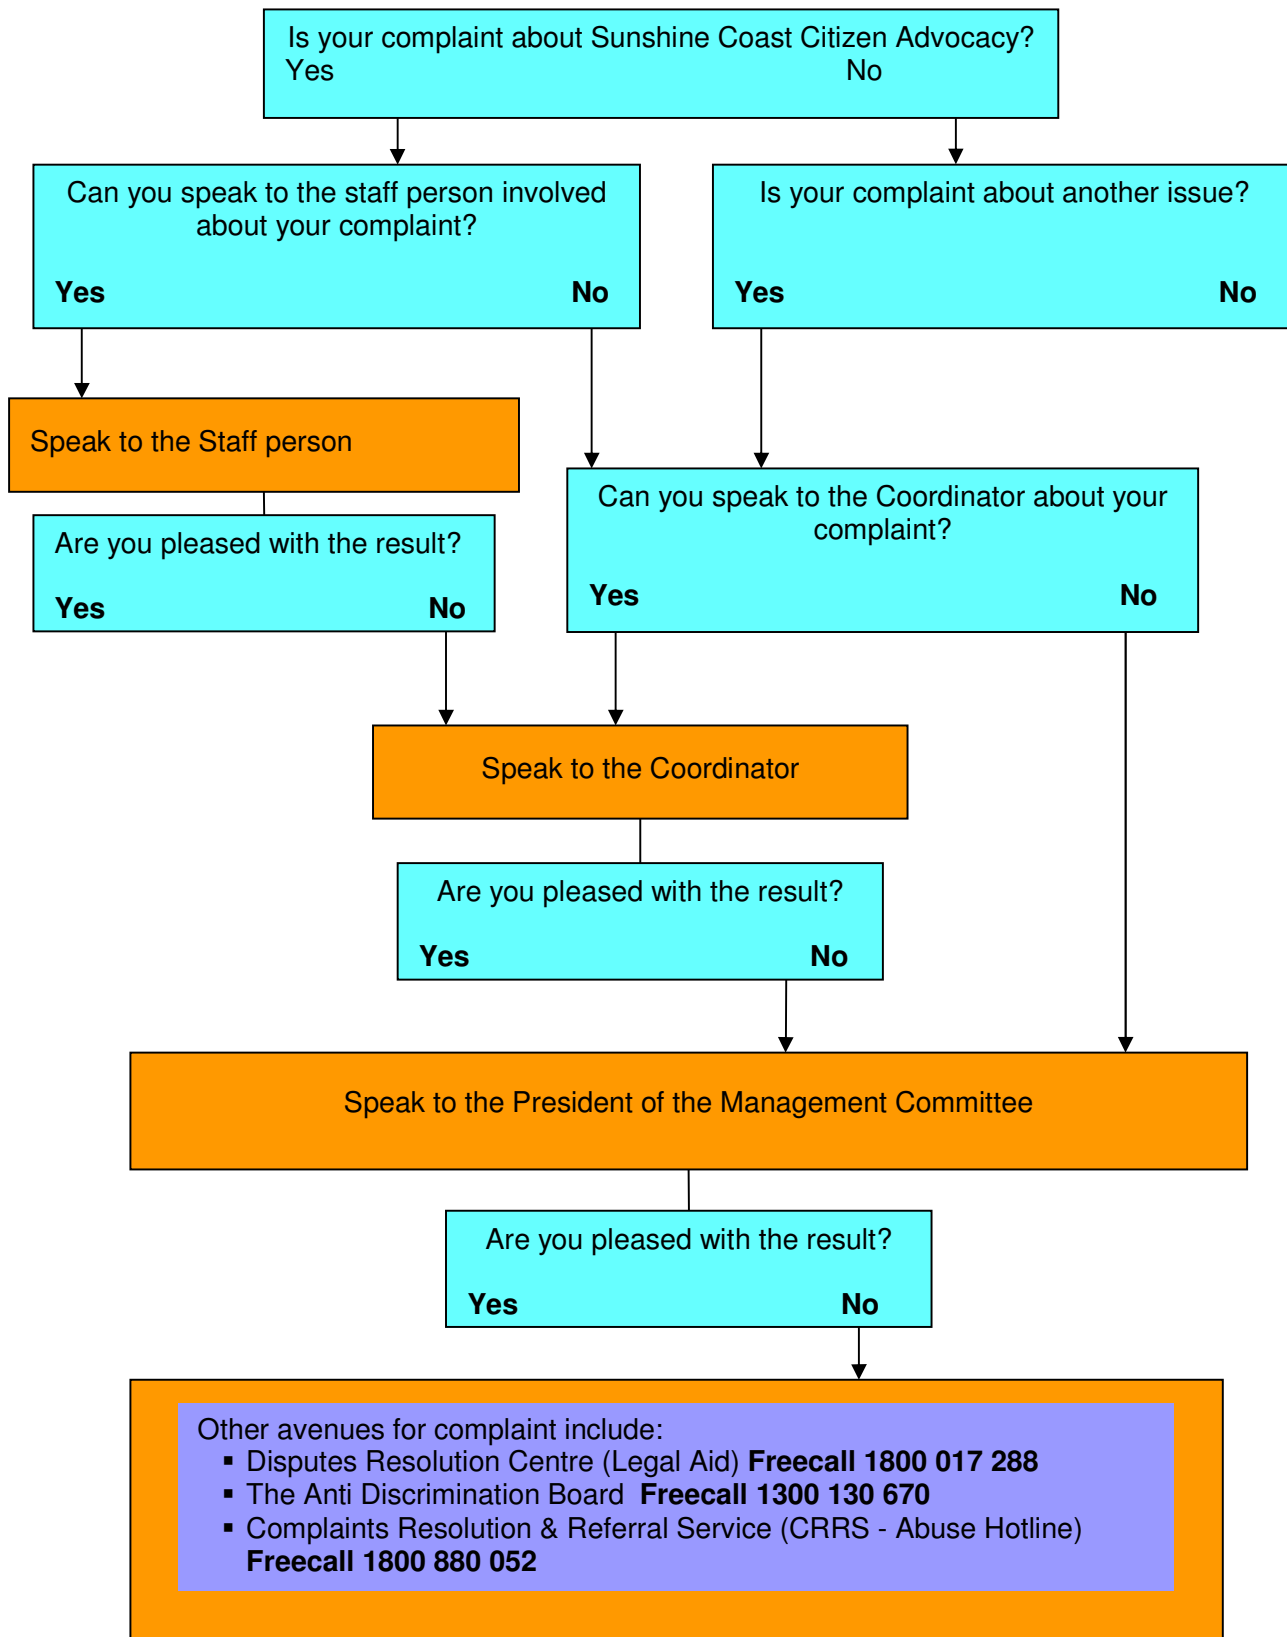 Is your complaint about Sunshine Coast Citizen Advocacy?
Yes No
Can you speak to the staff person involved
about your complaint?
Yes No
Is your complaint about another issue?
Yes No
Speak to the Staff person
Are you pleased with the result?
Yes No
Can you speak to the Coordinator about your
complaint?
Yes No
Speak to the Coordinator
Are you pleased with the result?
Yes No
Speak to the President of the Management Committee
Are you pleased with the result?
Yes No
Other avenues for complaint include:
▪ Disputes Resolution Centre (Legal Aid) Freecall 1800 017 288
▪ The Anti Discrimination Board Freecall 1300 130 670
▪ Complaints Resolution & Referral Service (CRRS - Abuse Hotline)
Freecall 1800 880 052